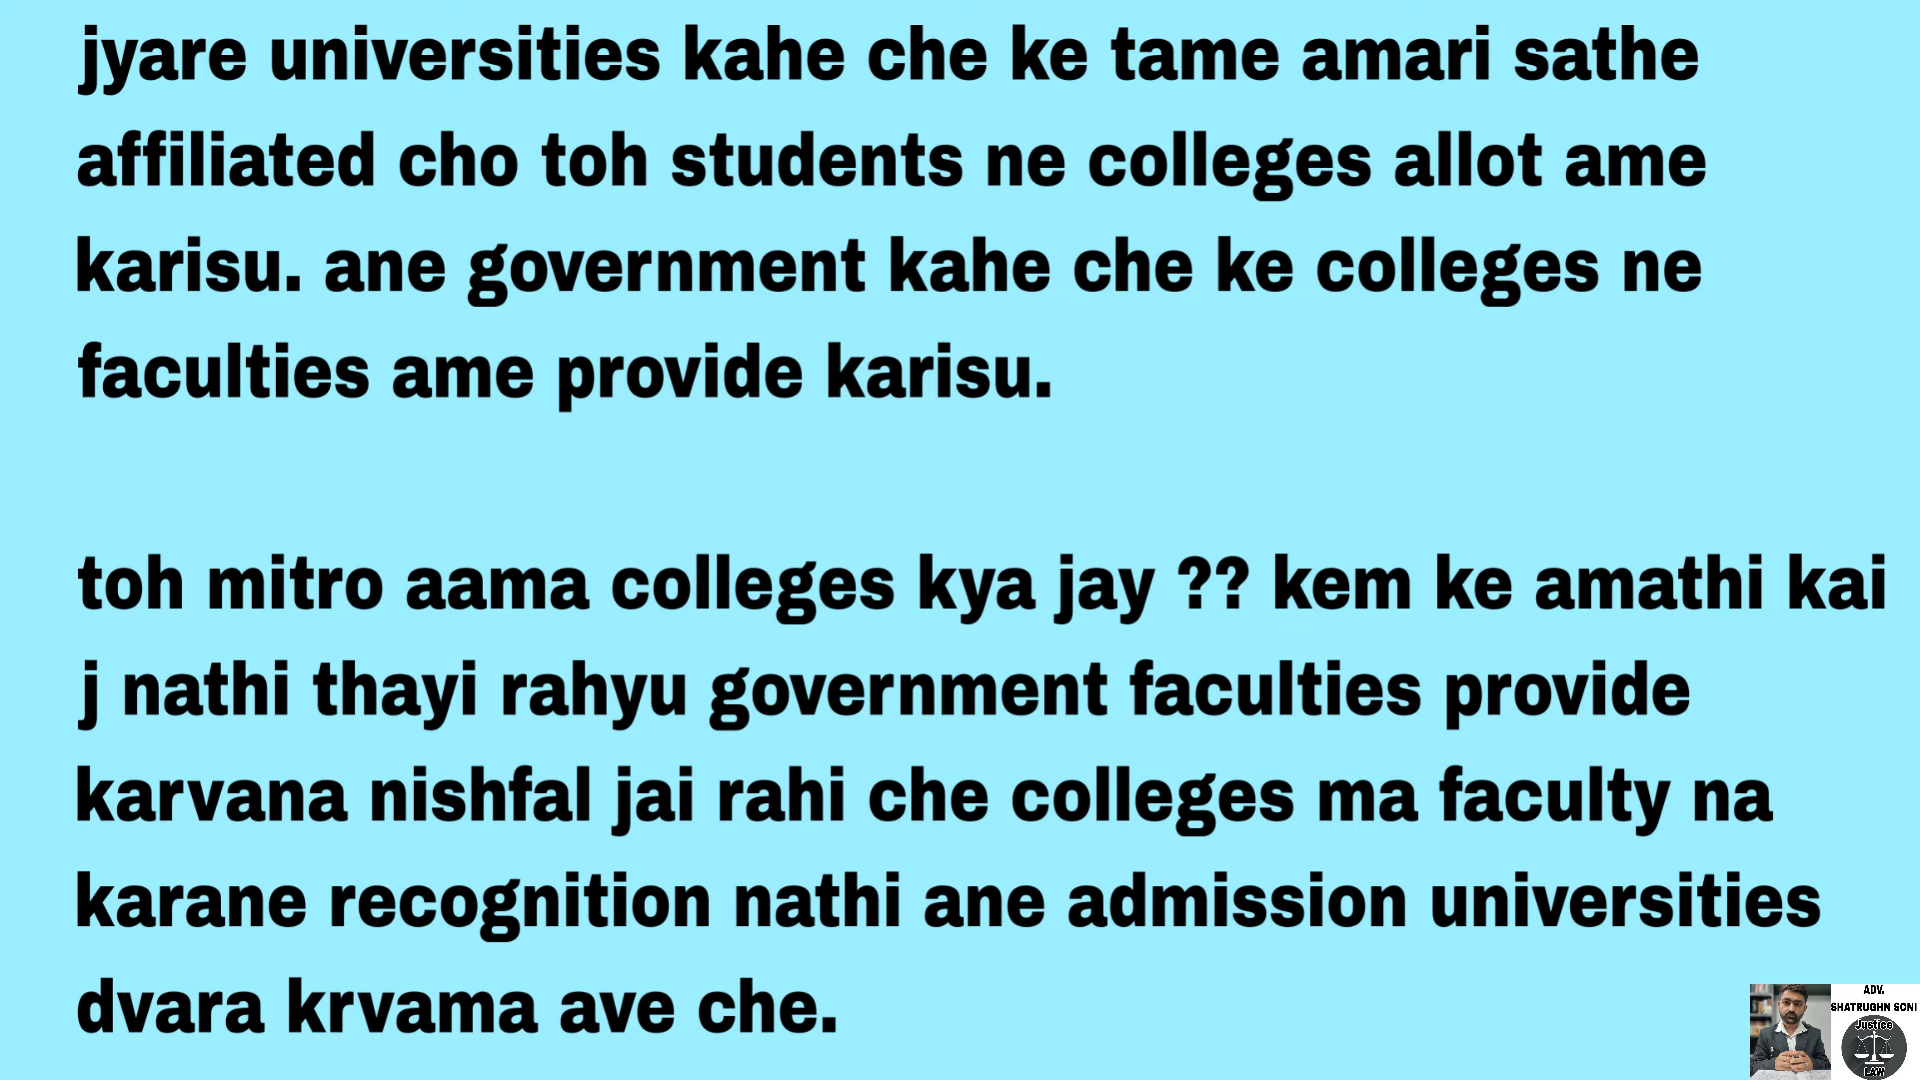 jyare universities kahe che ke tame amari sathe
affiliated cho toh students ne colleges allot ame
karisu. ane government kahe che ke colleges ne
faculties ame provide karisu.
toh mitro aama colleges kya jay ?? kem ke amathi kai
j nathi thayi rahyu government faculties provide
karvana nishfal jai rahi che colleges ma faculty na
karane recognition nathi ane admission universities
dvara krvama ave che.
ADV.
SHATRUGHN SONI
Justice
LAW